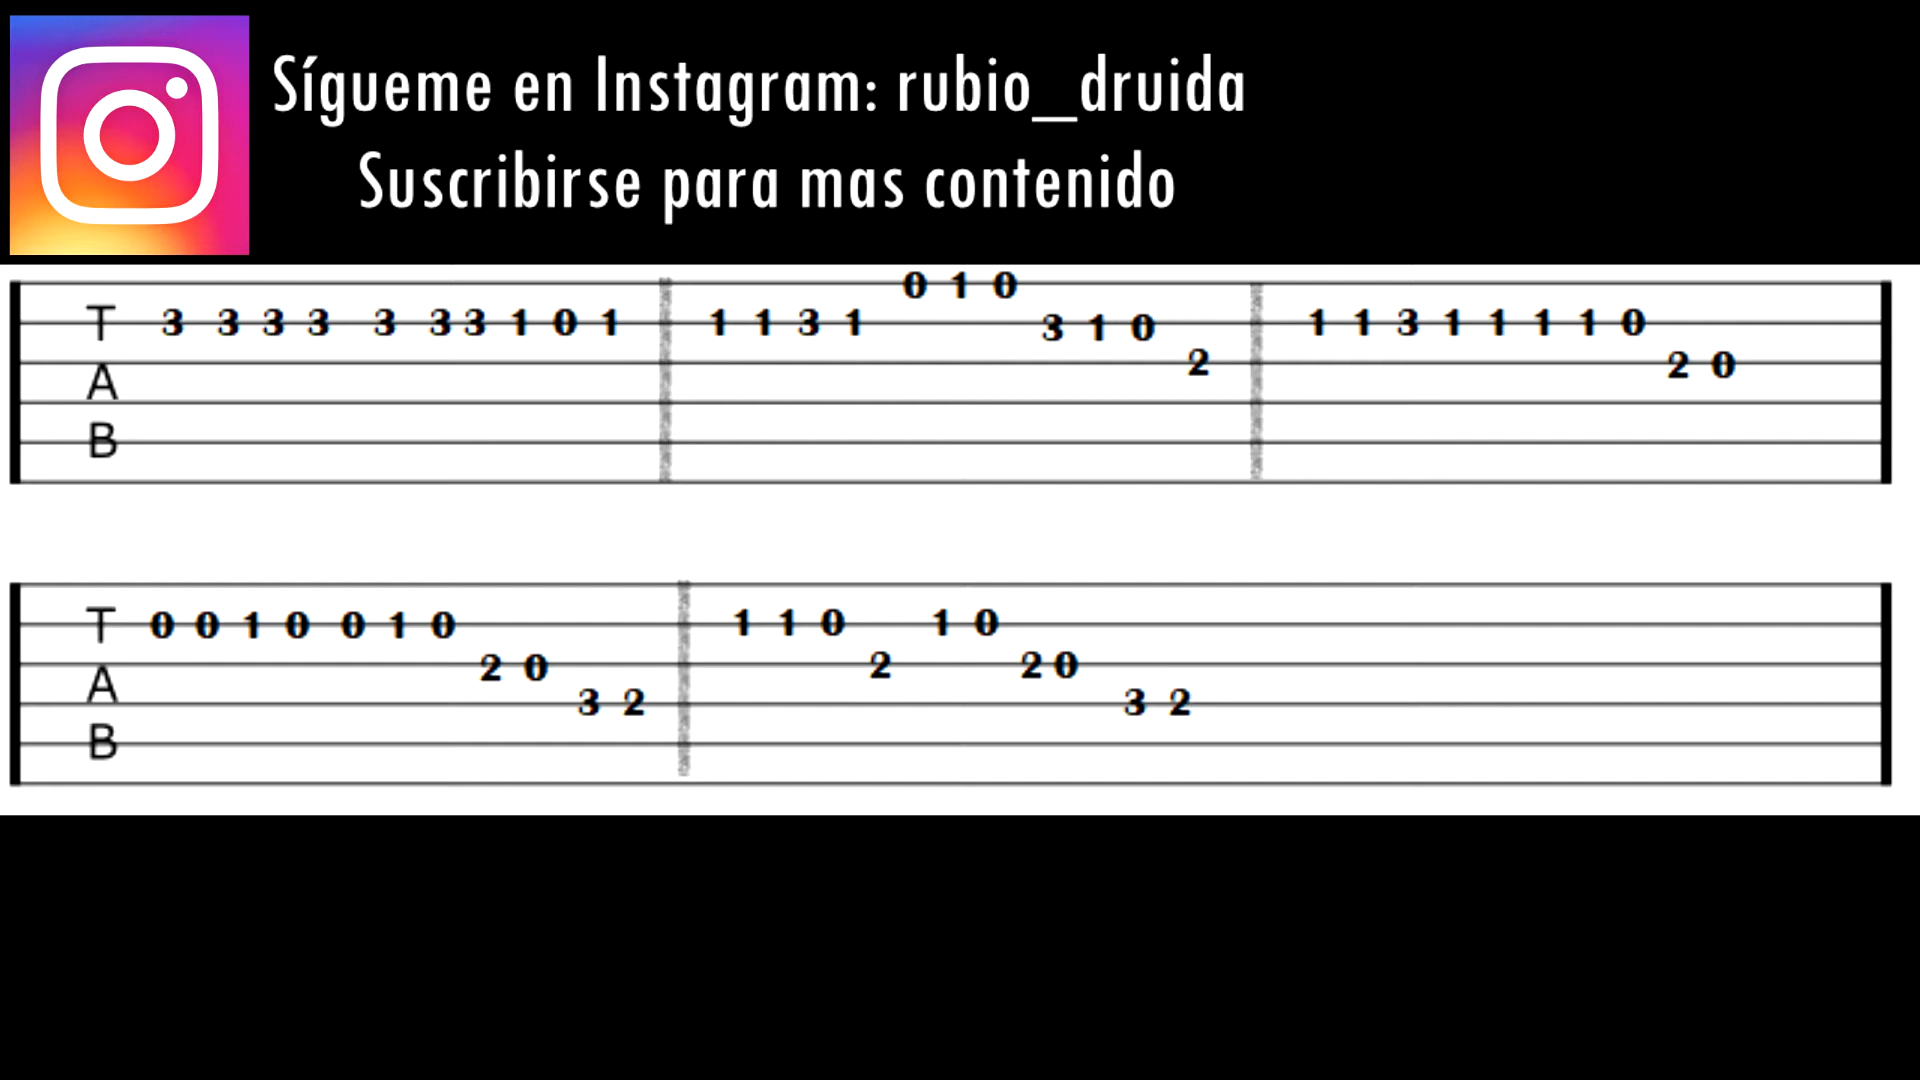 Sígueme en Instagram: rubio_druida
Suscribirse para mas contenido
0 1 0
T 3 3 3 3 3 3 3 1 0 1 1 1 3 1 3 1 0 1 1 3 1 1 1 1 0
A 2 2 0
B
T 0 0 1 0 0 1 0 1 1 0 1 0
A 2 0 2 2 0
3 2 3 2
B